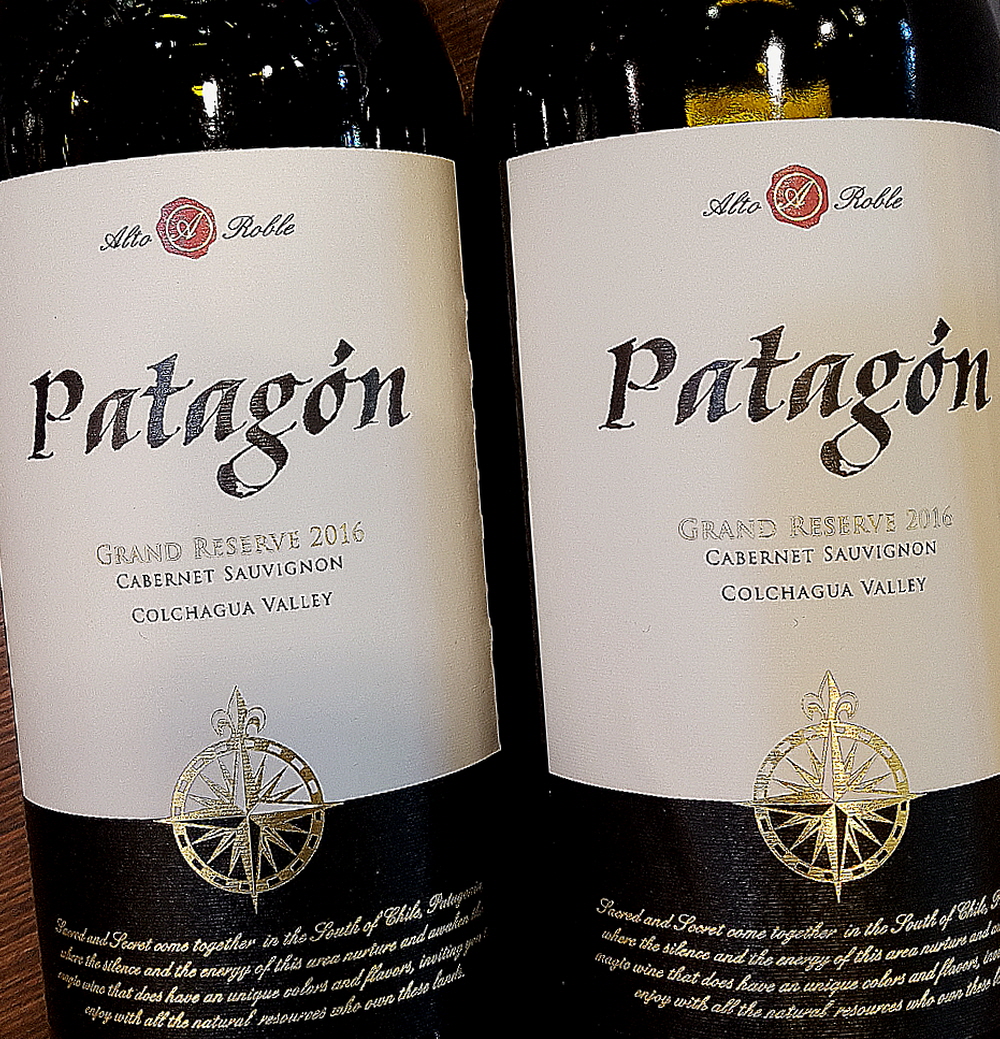 Alto A Roble
Patagón
GRAND RESERVE 2016
CABERNET SAUVIGNON
COLCHAGUA VALLEY
Sacred and Secret come together in the South of Chile, Patagonia
where the silence and the energy of this area nurture and awaken the
magic wine that does have an unique colors and flavors, inviting you
enjoy with all the natural resources who own these lands.
Alto A Roble
Patagón
GRAND RESERVE 2016
CABERNET SAUVIGNON
COLCHAGUA VALLEY
Sacred and Secret come together in the South of Chile,
where the silence and the energy of this area nurture and
magic wine that does have an unique colors and flavors,
enjoy with all the natural resources who own these